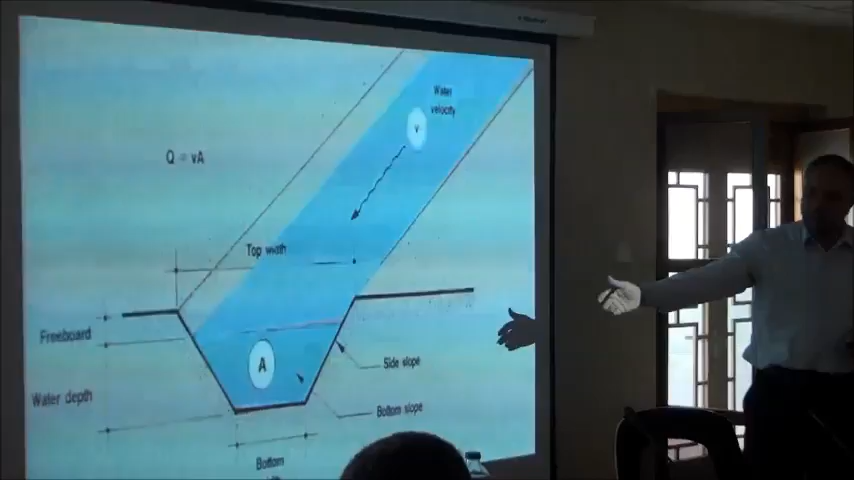 Water
velocity
v
Q = vA
Top width
Freeboard
A
Side slope
Water depth
Bottom slope
Bottom